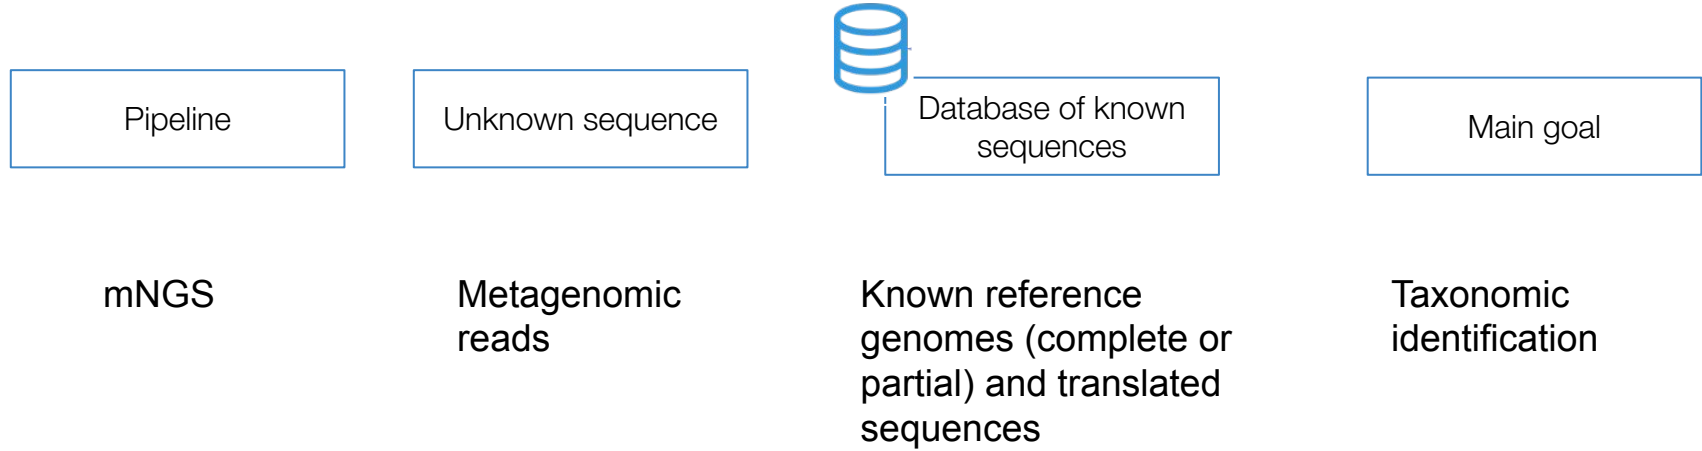 Pipeline
Unknown sequence
Database of known
sequences
Main goal
mNGS
Metagenomic
reads
Known reference
genomes (complete or
partial) and translated
sequences
Taxonomic
identification